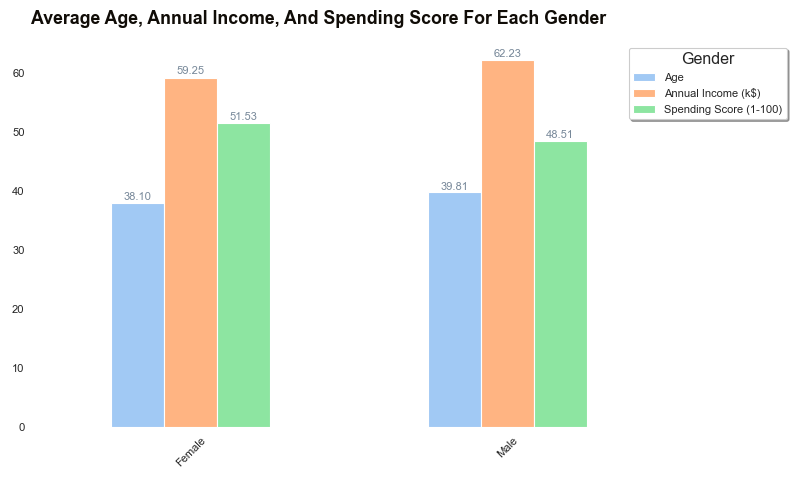 Average Age, Annual Income, And Spending Score For Each Gender
Gender
Age
Annual Income (k$)
Spending Score (1-100)
60
50
40
30
20
10
0
38.10
59.25
51.53
39.81
62.23
48.51
Female
Male